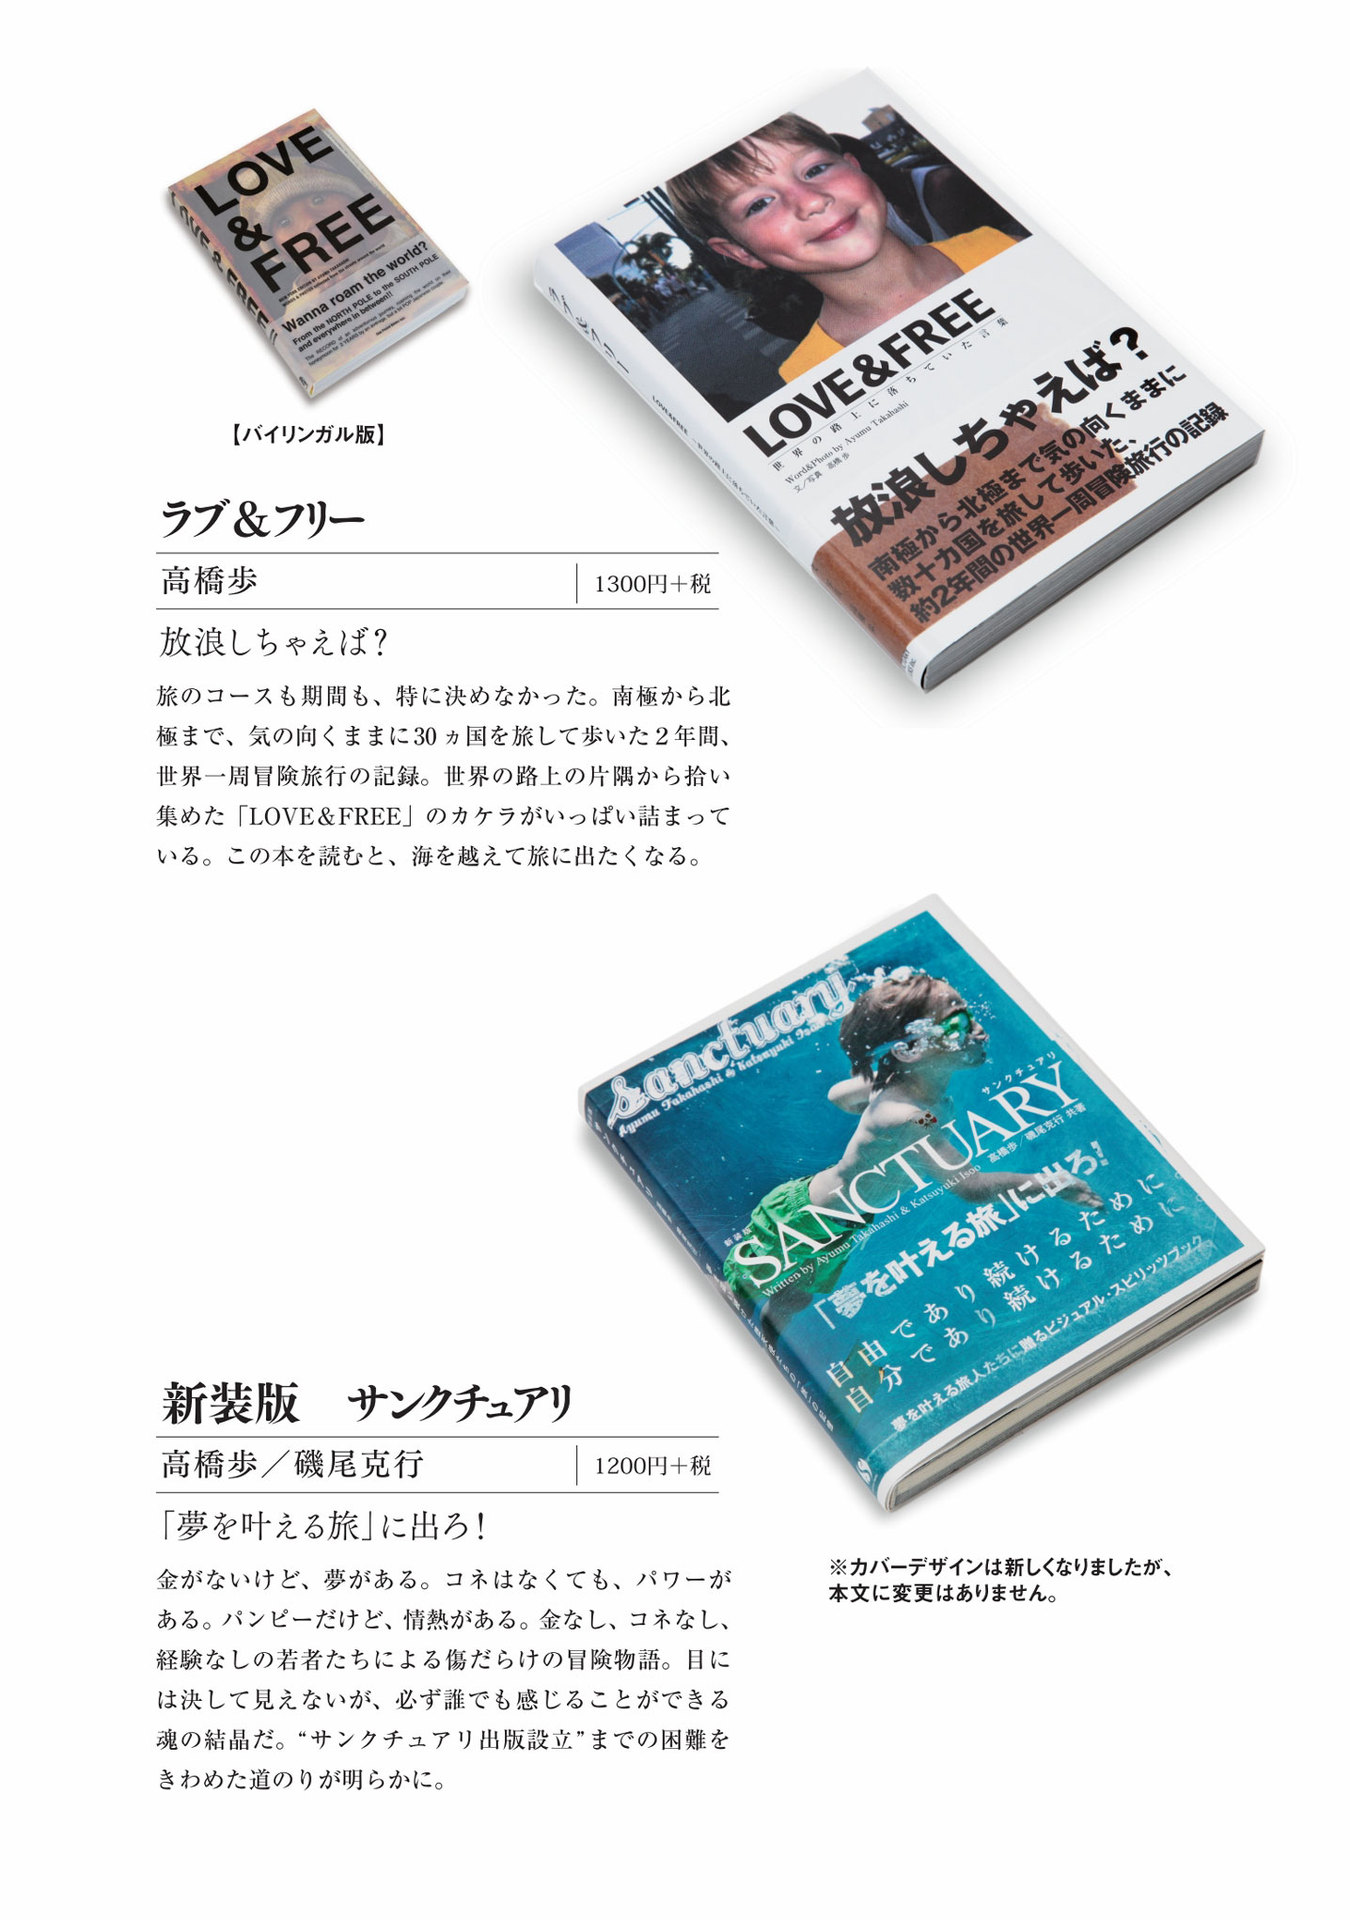 LOVE
&
FREE
LOVE & FREE
Wanna roam the world?
From the NORTH POLE to the SOUTH POLE
and everywhere in between!!
【バイリンガル版】
ラブ&フリー
LOVE&FREE
世界の路上に落ちていた言葉
Word&Photo by Ayumu Takahashi
文／写真 高橋 歩
放浪しちゃえば？
南極から北極まで気の向くままに
数十カ国を旅して歩いた、
約2年間の世界一周冒険旅行の記録
ラブ＆フリー
高橋歩
1300円＋税
放浪しちゃえば？
旅のコースも期間も、特に決めなかった。南極から北
極まで、気の向くままに30ヵ国を旅して歩いた２年間、
世界一周冒険旅行の記録。世界の路上の片隅から拾い
集めた「LOVE＆FREE」のカケラがいっぱい詰まって
いる。この本を読むと、海を越えて旅に出たくなる。
Sanctuary
Ayumu Takahashi & Katsuyuki Isoo
サンクチュアリ
新装版
SANCTUARY
高橋歩／磯尾克行 共著
Written by Ayumu Takahashi & Katsuyuki Isoo
「夢を叶える旅」に出ろ!
自由であり続けるために
自分であり続けるために
夢を叶える旅人たちに贈るビジュアル・スピリッツブック
新装版　サンクチュアリ
高橋歩／磯尾克行
1200円＋税
「夢を叶える旅」に出ろ！
金がないけど、夢がある。コネはなくても、パワーが
ある。パンピーだけど、情熱がある。金なし、コネなし、
経験なしの若者たちによる傷だらけの冒険物語。目に
は決して見えないが、必ず誰でも感じることができる
魂の結晶だ。“サンクチュアリ出版設立”までの困難を
きわめた道のりが明らかに。
※カバーデザインは新しくなりましたが、
本文に変更はありません。